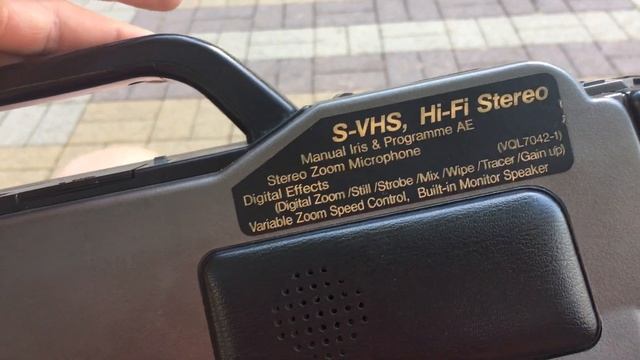 S-VHS, Hi-Fi Stereo
Manual Iris & Programme AE
Stereo Zoom Microphone (VQL7042-1)
Digital Effects
(Digital Zoom /Still /Strobe /Mix /Wipe /Tracer /Gain up)
Variable Zoom Speed Control, Built-in Monitor Speaker